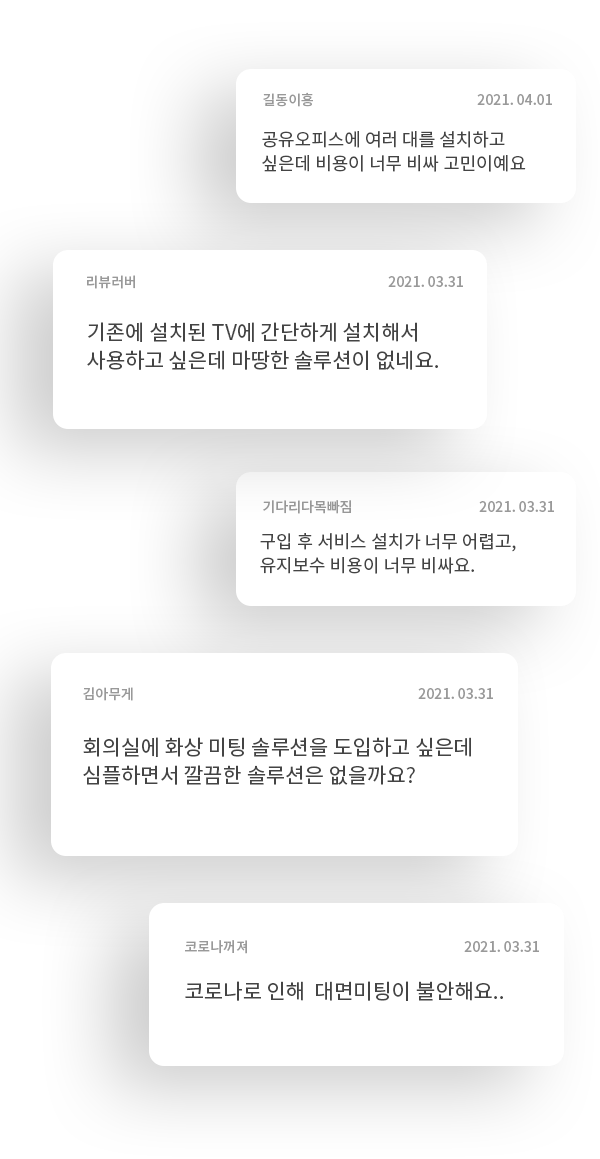 길동이흥
2021. 04.01
공유오피스에 여러 대를 설치하고
싶은데 비용이 너무 비싸 고민이예요
리뷰러버
2021. 03.31
기존에 설치된 TV에 간단하게 설치해서
사용하고 싶은데 마땅한 솔루션이 없네요.
기다리다목빠짐
2021. 03.31
구입 후 서비스 설치가 너무 어렵고,
유지보수 비용이 너무 비싸요.
김아무게
2021. 03.31
회의실에 화상 미팅 솔루션을 도입하고 싶은데
심플하면서 깔끔한 솔루션은 없을까요?
코로나꺼져
2021. 03.31
코로나로 인해  대면미팅이 불안해요..